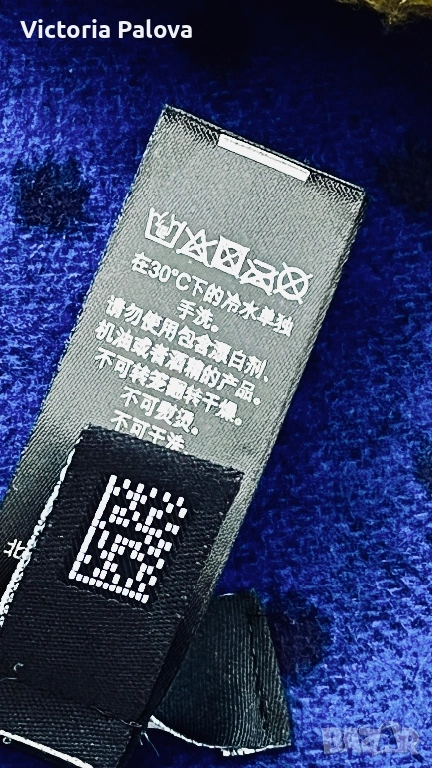 Victoria Palova
在30℃下的冷水单独
手洗。
请勿使用包含漂白剂、
机油或者酒精的产品。
不可转笼翻转干燥。
不可熨烫。
不可干洗
北
BAZAR